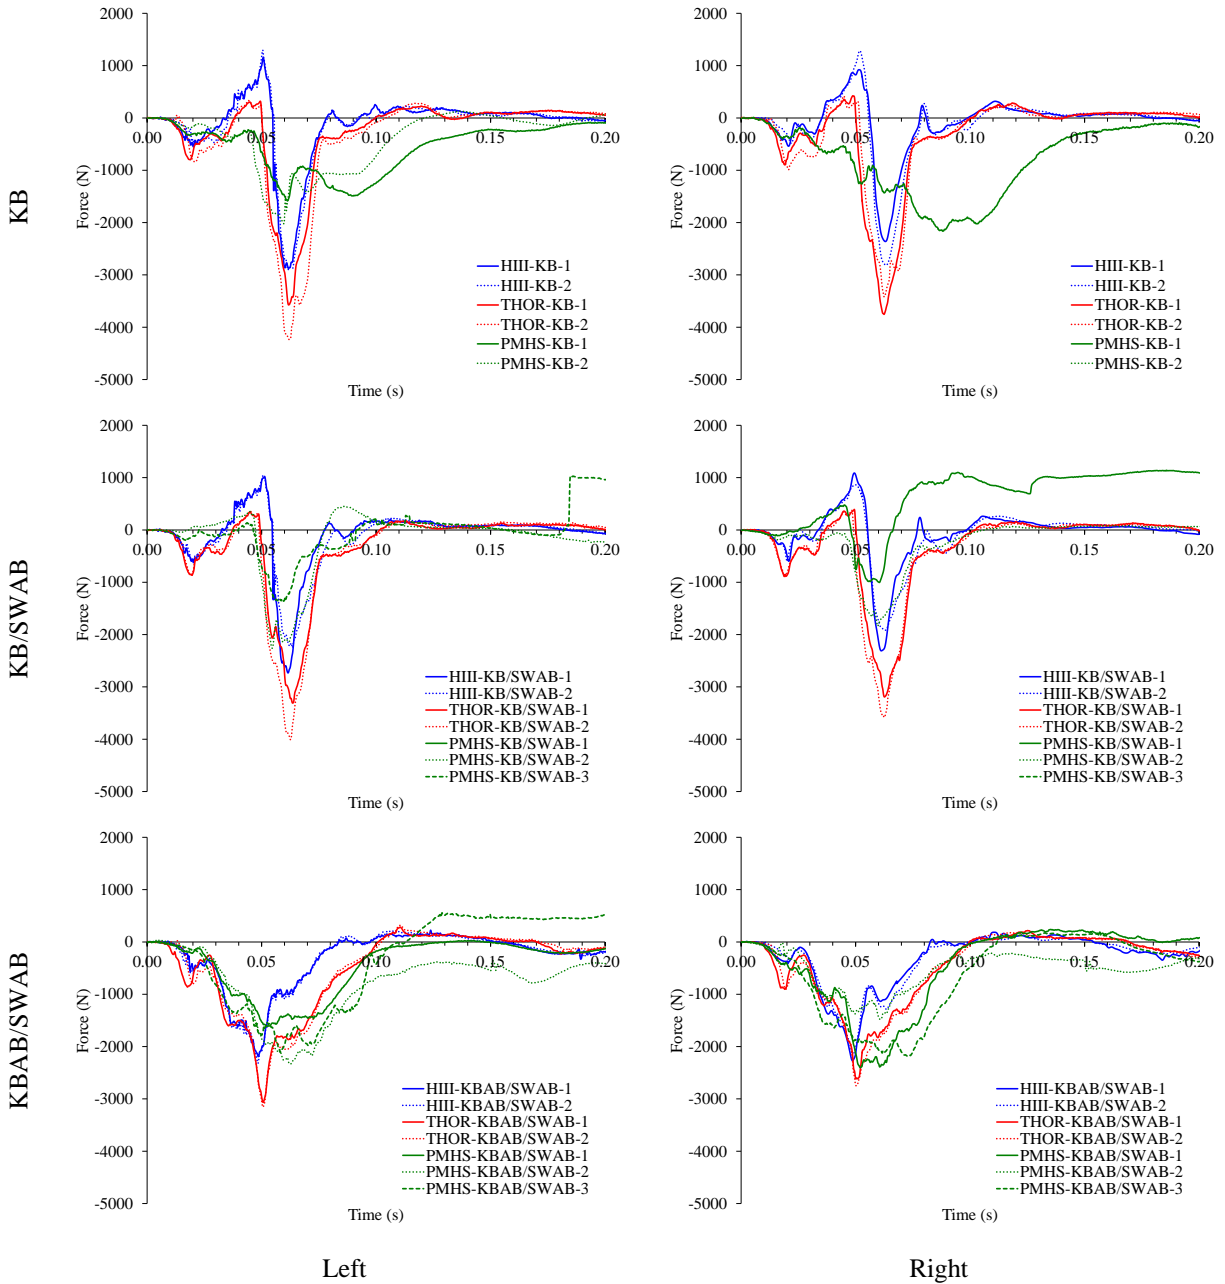 KB
2000
1000
0
-1000
-2000
-3000
-4000
-5000
0.00 0.05 0.10 0.15 0.20
Force (N)
Time (s)
HIII-KB-1
HIII-KB-2
THOR-KB-1
THOR-KB-2
PMHS-KB-1
PMHS-KB-2
2000
1000
0
-1000
-2000
-3000
-4000
-5000
0.00 0.05 0.10 0.15 0.20
Force (N)
Time (s)
HIII-KB-1
HIII-KB-2
THOR-KB-1
THOR-KB-2
PMHS-KB-1
PMHS-KB-2
KB/SWAB
2000
1000
0
-1000
-2000
-3000
-4000
-5000
0.00 0.05 0.10 0.15 0.20
Force (N)
Time (s)
HIII-KB/SWAB-1
HIII-KB/SWAB-2
THOR-KB/SWAB-1
THOR-KB/SWAB-2
PMHS-KB/SWAB-1
PMHS-KB/SWAB-2
PMHS-KB/SWAB-3
2000
1000
0
-1000
-2000
-3000
-4000
-5000
0.00 0.05 0.10 0.15 0.20
Force (N)
Time (s)
HIII-KB/SWAB-1
HIII-KB/SWAB-2
THOR-KB/SWAB-1
THOR-KB/SWAB-2
PMHS-KB/SWAB-1
PMHS-KB/SWAB-2
PMHS-KB/SWAB-3
KBAB/SWAB
2000
1000
0
-1000
-2000
-3000
-4000
-5000
0.00 0.05 0.10 0.15 0.20
Force (N)
Time (s)
HIII-KBAB/SWAB-1
HIII-KBAB/SWAB-2
THOR-KBAB/SWAB-1
THOR-KBAB/SWAB-2
PMHS-KBAB/SWAB-1
PMHS-KBAB/SWAB-2
PMHS-KBAB/SWAB-3
2000
1000
0
-1000
-2000
-3000
-4000
-5000
0.00 0.05 0.10 0.15 0.20
Force (N)
Time (s)
HIII-KBAB/SWAB-1
HIII-KBAB/SWAB-2
THOR-KBAB/SWAB-1
THOR-KBAB/SWAB-2
PMHS-KBAB/SWAB-1
PMHS-KBAB/SWAB-2
PMHS-KBAB/SWAB-3
Left Right